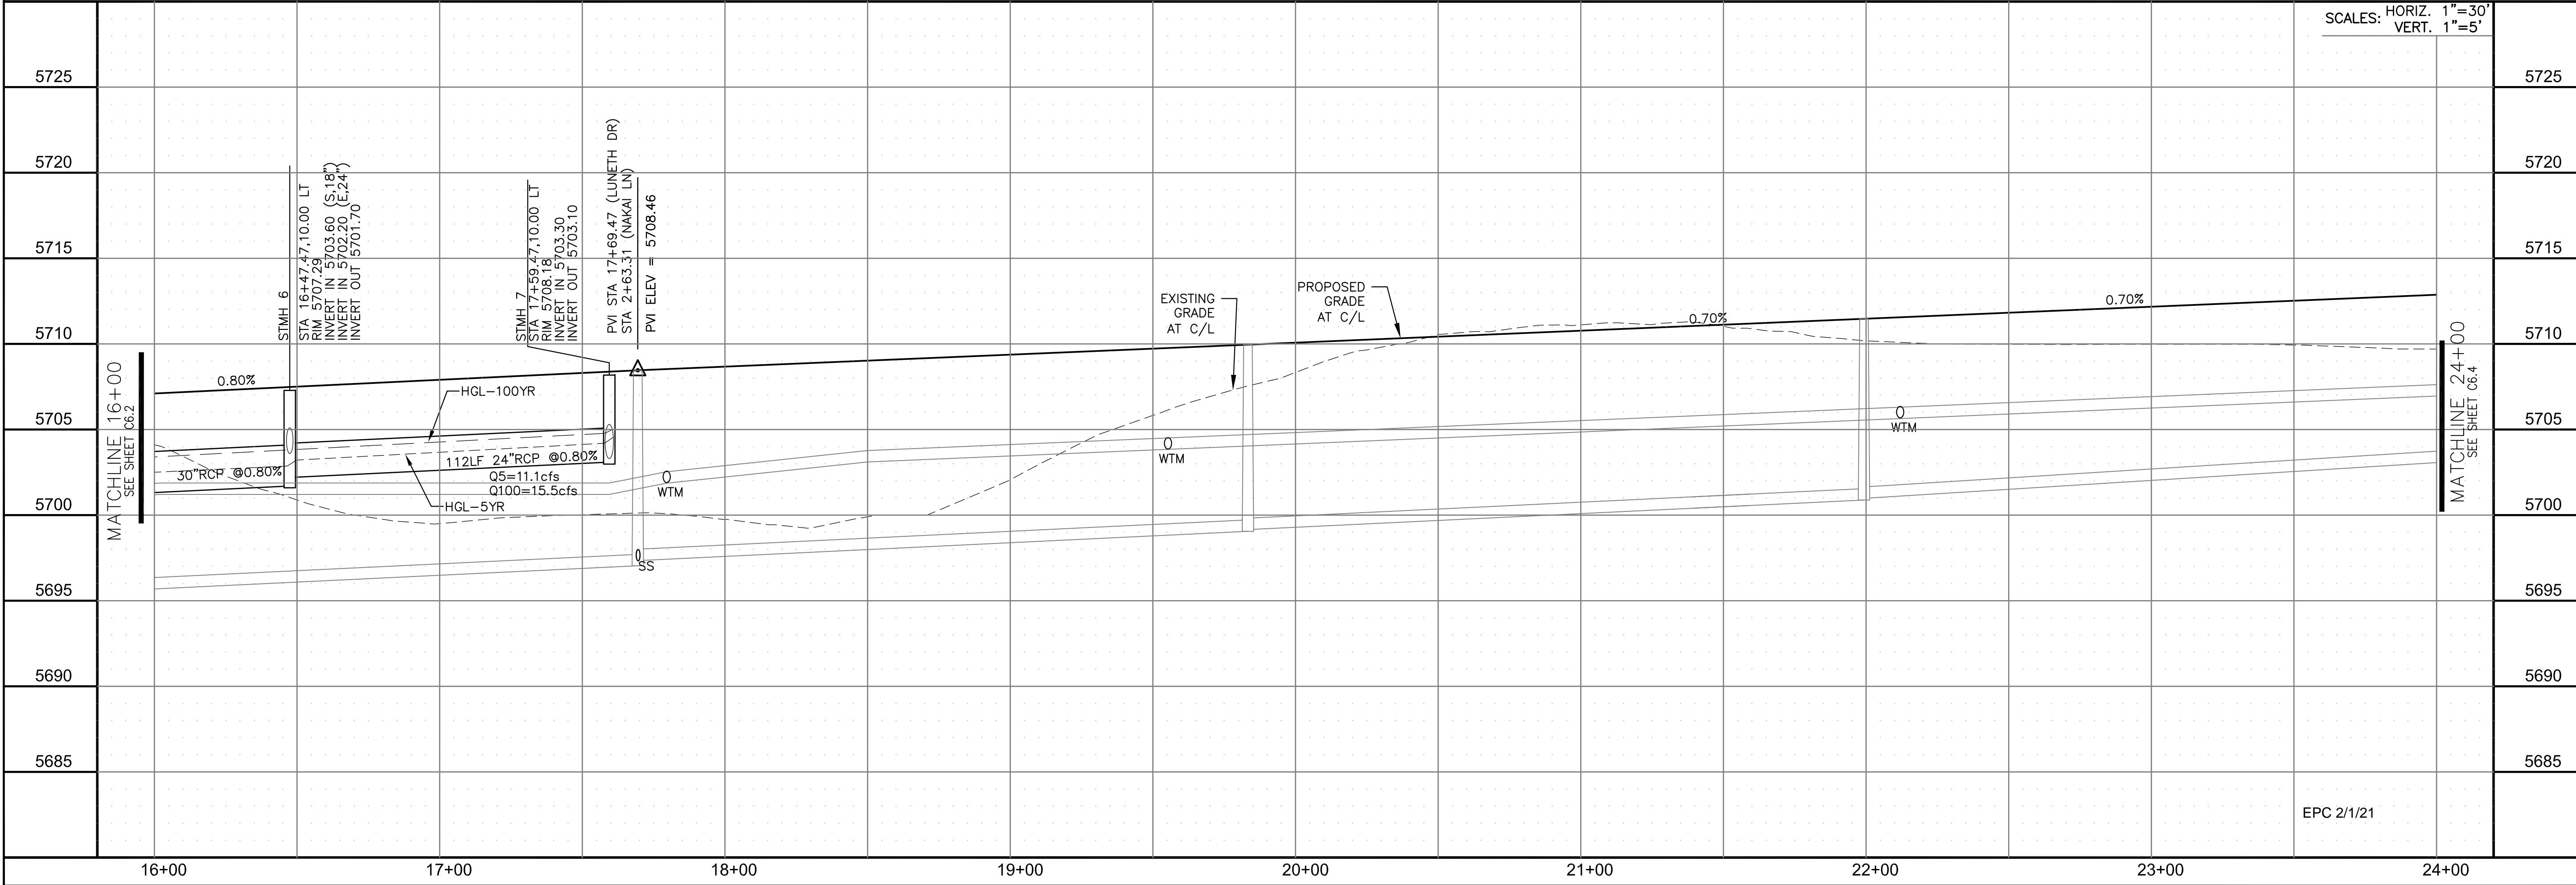 SCALES: HORIZ. 1"=30'
VERT. 1"=5'
5725
5720
5715
5710
5705
5700
5695
5690
5685
MATCHLINE 16+00
SEE SHEET C6.2
STMH 6
STA 16+47.47,10.00 LT
RIM 5707.29
INVERT IN 5703.60 (S,18")
INVERT IN 5702.20 (E,24")
INVERT OUT 5701.70
STMH 7
STA 17+59.47,10.00 LT
RIM 5708.18
INVERT IN 5703.30
INVERT OUT 5703.10
PVI STA 17+69.47 (LUNETH DR)
STA 2+63.31 (NAKAI LN)
PVI ELEV = 5708.46
0.80%
HGL-100YR
30"RCP @0.80%
112LF 24"RCP @0.80%
Q5=11.1cfs
Q100=15.5cfs
HGL-5YR
WTM
SS
EXISTING
GRADE
AT C/L
PROPOSED
GRADE
AT C/L
WTM
0.70%
WTM
0.70%
MATCHLINE 24+00
SEE SHEET C6.4
5725
5720
5715
5710
5705
5700
5695
5690
5685
EPC 2/1/21
16+00
17+00
18+00
19+00
20+00
21+00
22+00
23+00
24+00